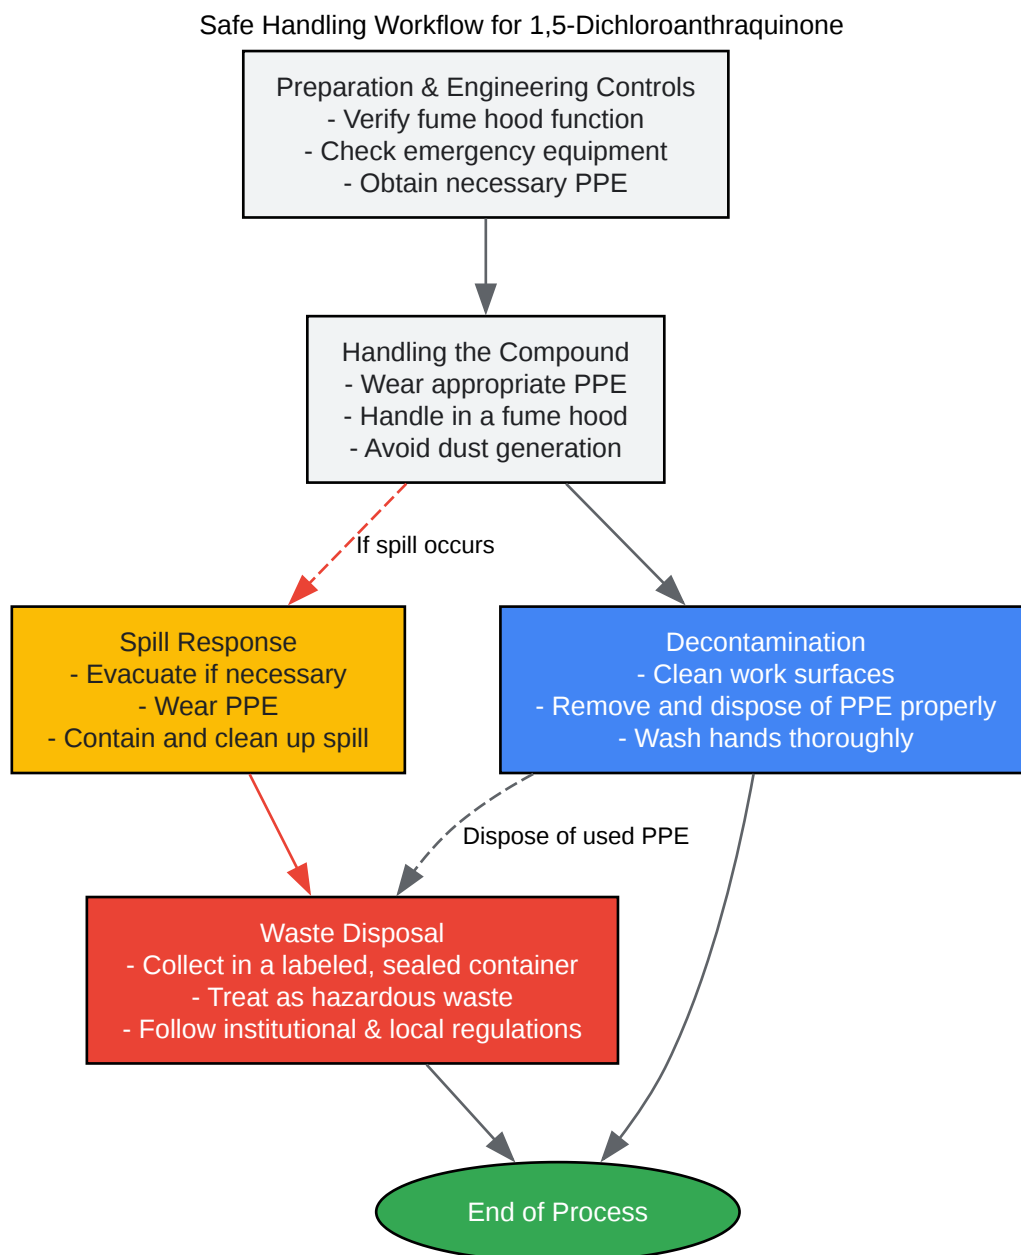 Safe Handling Workflow for 1,5-Dichloroanthraquinone
Preparation & Engineering Controls
- Verify fume hood function
- Check emergency equipment
- Obtain necessary PPE
Handling the Compound
- Wear appropriate PPE
- Handle in a fume hood
- Avoid dust generation
If spill occurs
Spill Response
- Evacuate if necessary
- Wear PPE
- Contain and clean up spill
Decontamination
- Clean work surfaces
- Remove and dispose of PPE properly
- Wash hands thoroughly
Dispose of used PPE
Waste Disposal
- Collect in a labeled, sealed container
- Treat as hazardous waste
- Follow institutional & local regulations
End of Process